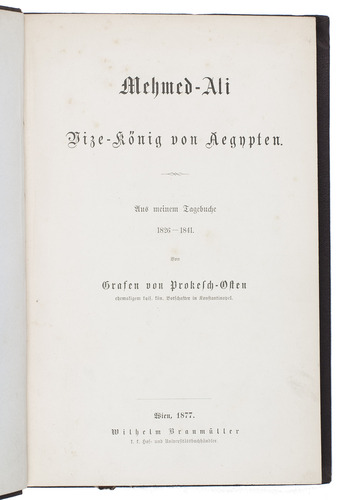 Mehmed-Ali
Vize-König von Aegypten.
Aus meinem Tagebuche
1826—1841.
Von
Grafen von Prokesch-Osten
ehemaligem kais. öst. Botschafter in Konstantinopel.
Wien, 1877.
Wilhelm Braumüller
k. k. Hof- und Universitätsbuchhändler.